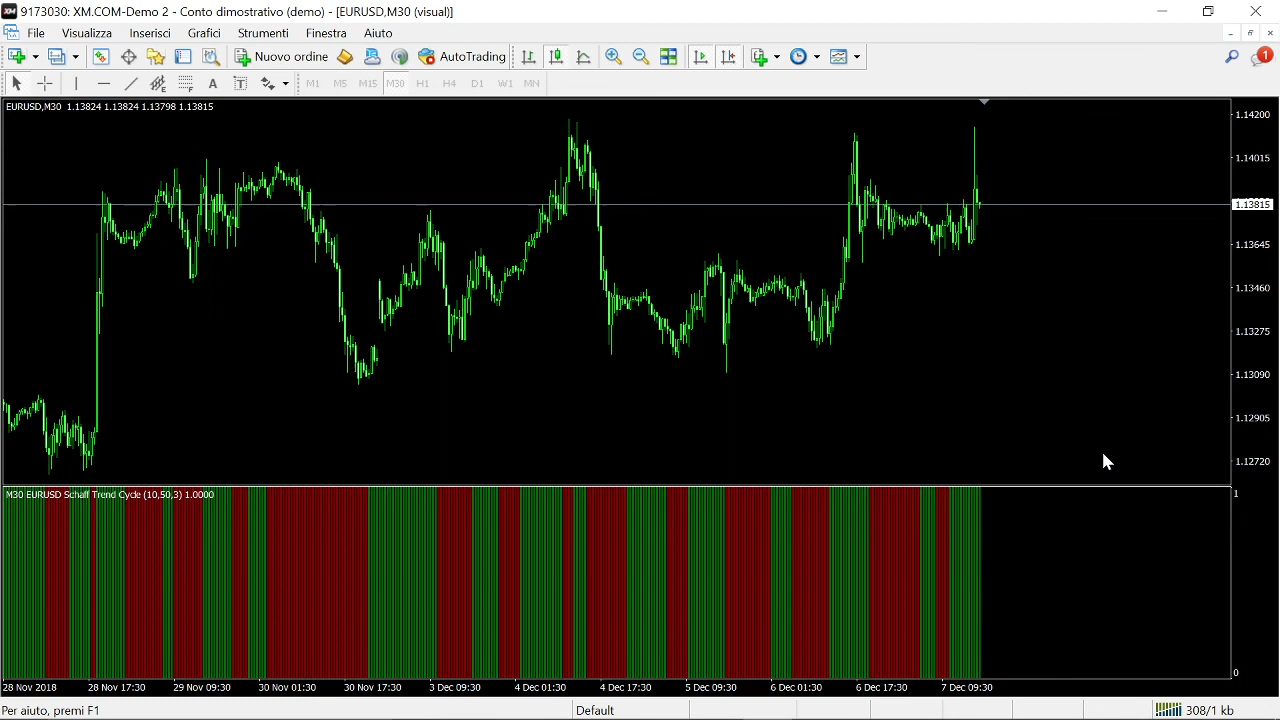 9173030: XM.COM-Demo 2 - Conto dimostrativo (demo) - [EURUSD,M30 (visual)]
File Visualizza Inserisci Grafici Strumenti Finestra Aiuto
Nuovo ordine AutoTrading 1
A T M1 M5 M15 M30 H1 H4 D1 W1 MN
EURUSD,M30 1.13824 1.13824 1.13798 1.13815
1.14200
1.14015
1.13815
1.13645
1.13460
1.13275
1.13090
1.12905
1.12720
M30 EURUSD Schaff Trend Cycle (10,50,3) 1.0000
1
0
28 Nov 2018 28 Nov 17:30 29 Nov 09:30 30 Nov 01:30 30 Nov 17:30 3 Dec 09:30 4 Dec 01:30 4 Dec 17:30 5 Dec 09:30 6 Dec 01:30 6 Dec 17:30 7 Dec 09:30
Per aiuto, premi F1 Default 308/1 kb